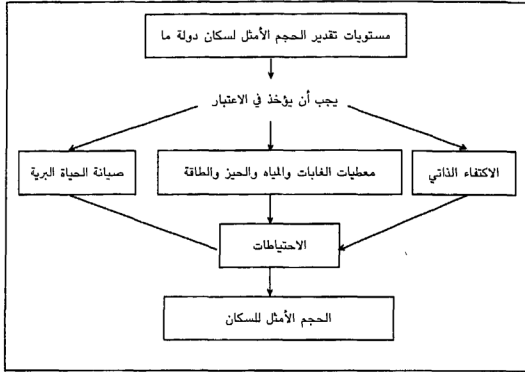 مستويات تقدير الحجم الأمثل لسكان دولة ما
يجب أن يؤخذ في الاعتبار
الاكتفاء الذاتي
معطيات الغابات والمياه والحيز والطاقة
صيانة الحياة البرية
الاحتياطات
الحجم الأمثل للسكان